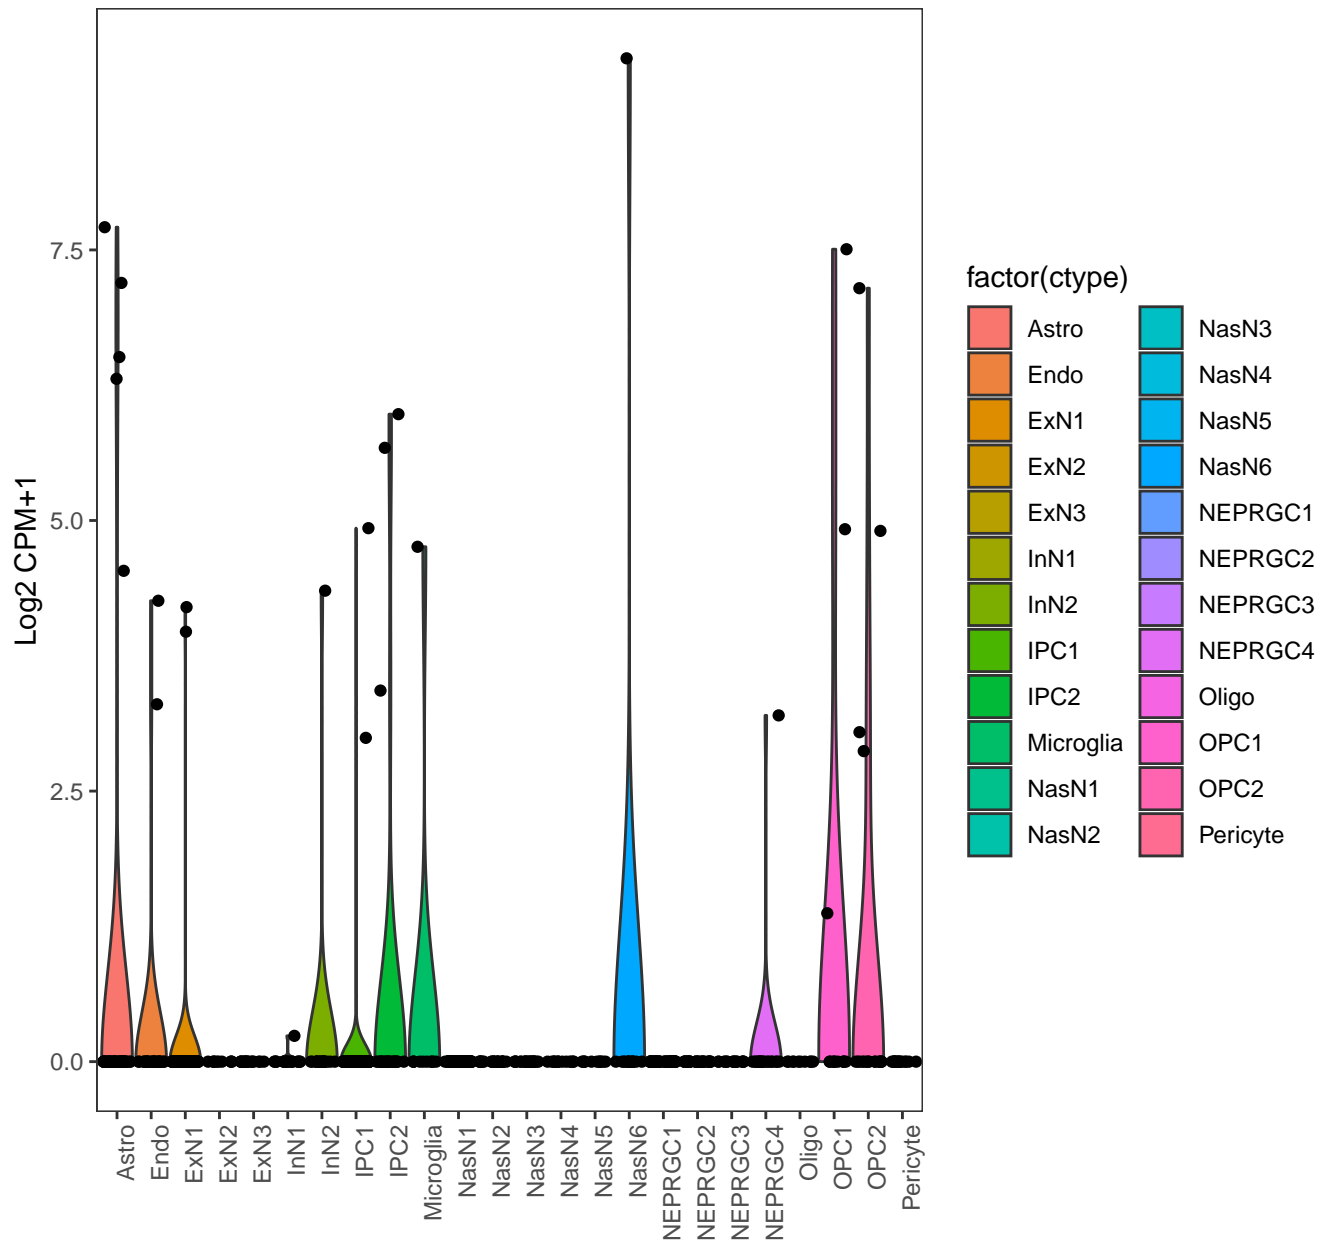 Log2 CPM+1
7.5
5.0
2.5
0.0
Astro
Endo
ExN1
ExN2
ExN3
InN1
InN2
IPC1
IPC2
Microglia
NasN1
NasN2
NasN3
NasN4
NasN5
NasN6
NEPRGC1
NEPRGC2
NEPRGC3
NEPRGC4
Oligo
OPC1
OPC2
Pericyte
factor(ctype)
Astro
Endo
ExN1
ExN2
ExN3
InN1
InN2
IPC1
IPC2
Microglia
NasN1
NasN2
NasN3
NasN4
NasN5
NasN6
NEPRGC1
NEPRGC2
NEPRGC3
NEPRGC4
Oligo
OPC1
OPC2
Pericyte